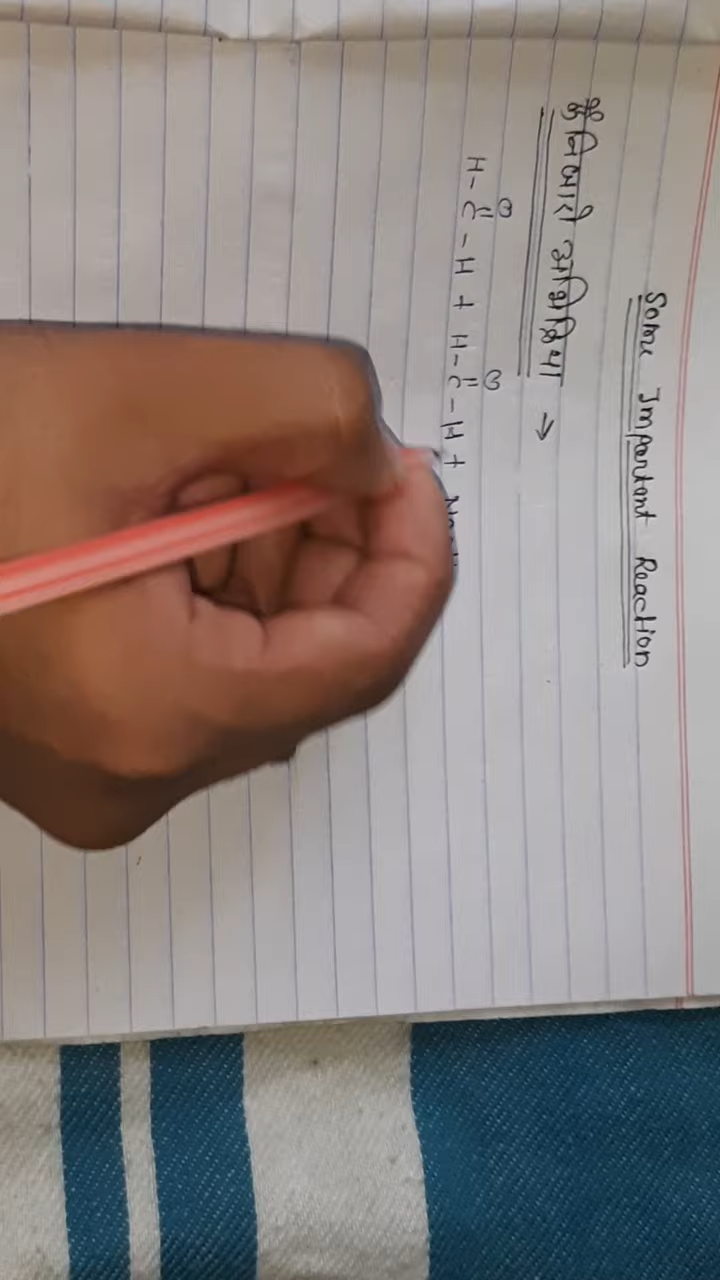 Some Important Reaction
कैनिजारो अभिक्रिया →
O O
H-C-H + H-C-H +